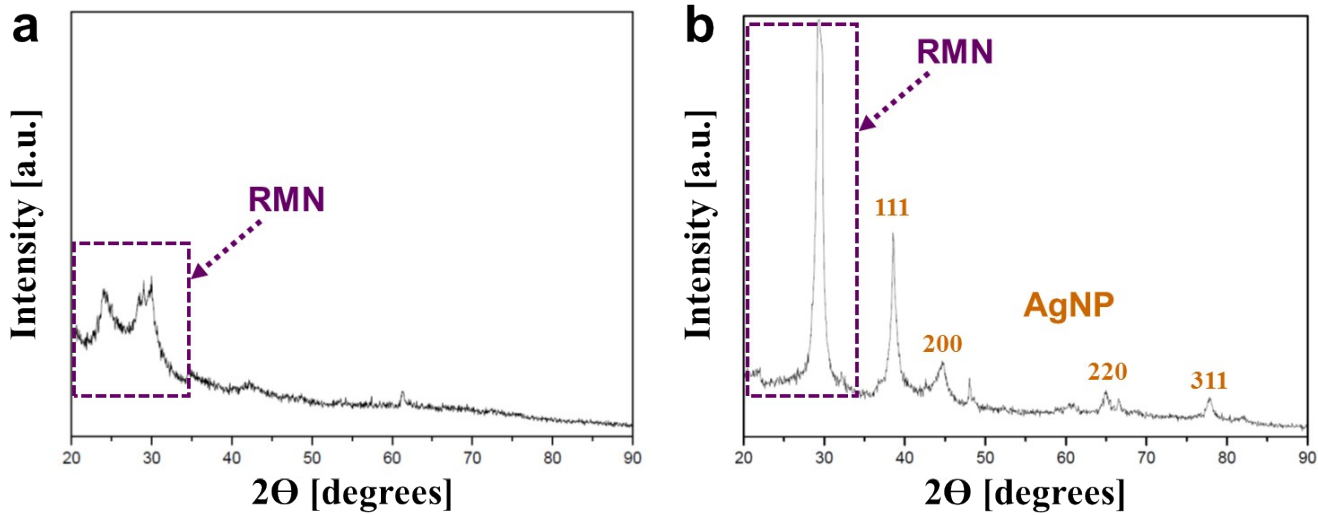 a
RMN
Intensity [a.u.]
20 30 40 50 60 70 80 90
2ϴ [degrees]
b
RMN
111
AgNP
200
220
311
Intensity [a.u.]
20 30 40 50 60 70 80 90
2ϴ [degrees]